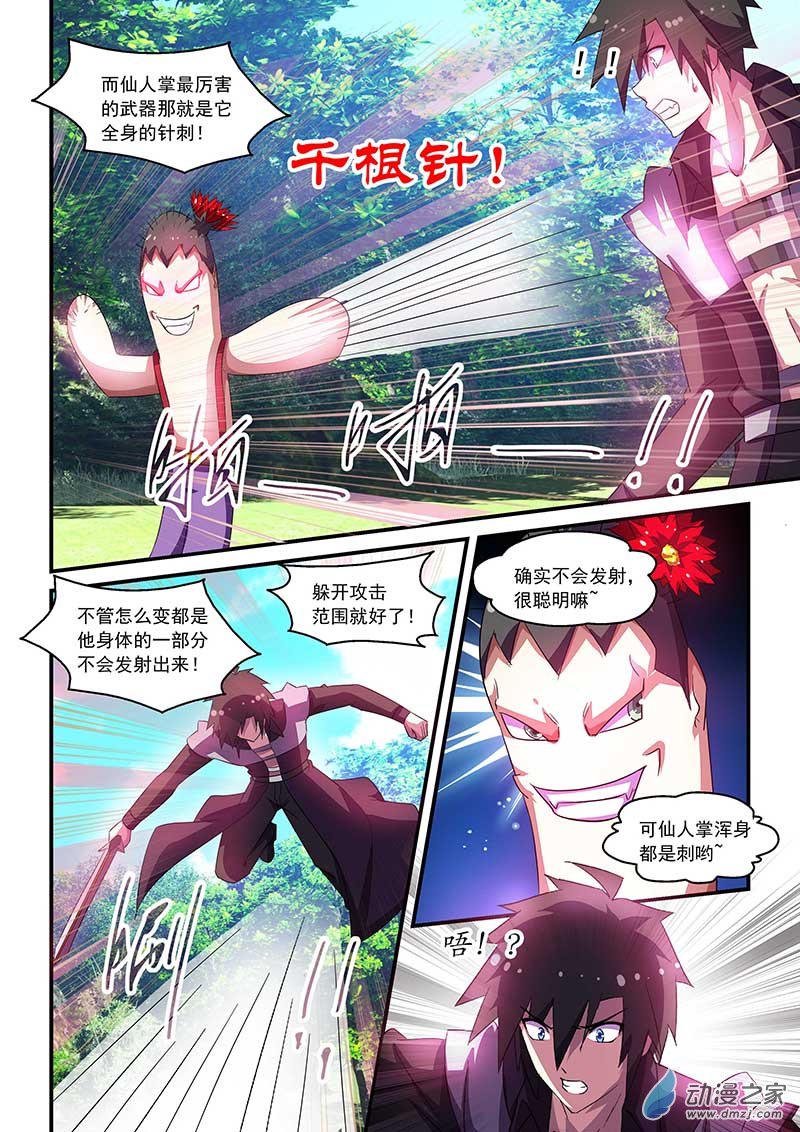 而仙人掌最厉害
的武器那就是它
全身的针刺！
！！
千根针！
啪—啪—！！
不管怎么变都是
他身体的一部分
不会发射出来！
躲开攻击
范围就好了！
确实不会发射，
很聪明嘛~
可仙人掌浑身
都是刺哟~
唰
唔！？
动漫之家
www.dmzj.com